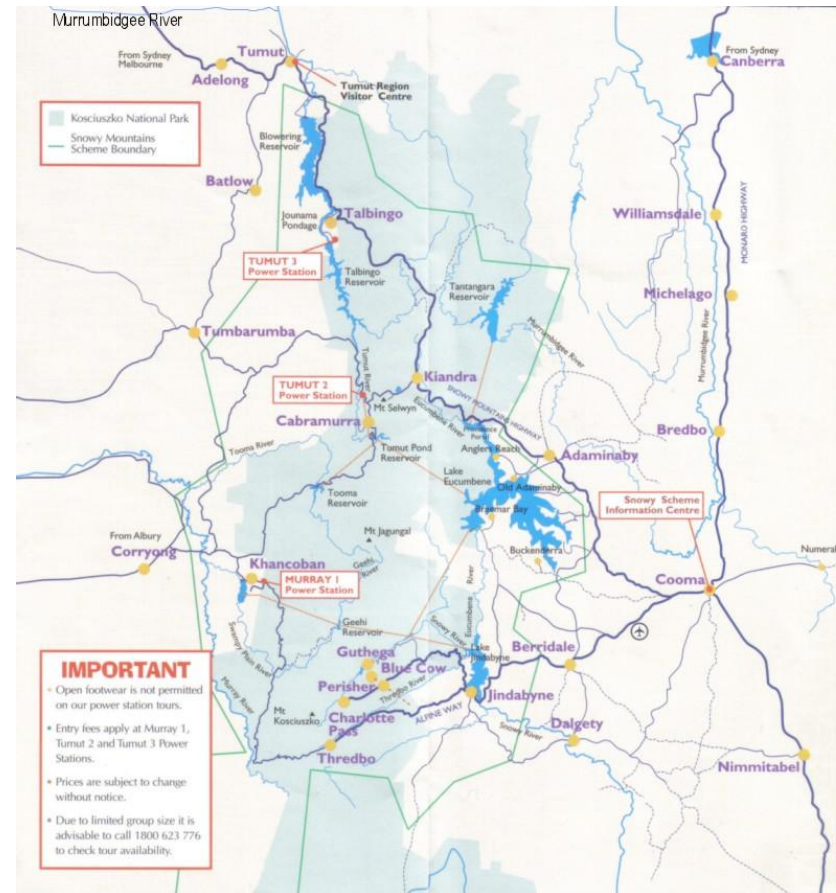 Murrumbidgee River
From Sydney
Melbourne
Tumut
Adelong
Tumut Region
Visitor Centre
From Sydney
Canberra
Kosciuszko National Park
Snowy Mountains
Scheme Boundary
Blowering
Reservoir
Batlow
Jounama
Pondage
Talbingo
Williamsdale
MONARO HIGHWAY
TUMUT 3
Power Station
Talbingo
Reservoir
Tantangara
Reservoir
Michelago
Murrumbidgee River
Murrumbidgee River
Tumbarumba
Tumut River
Kiandra
TUMUT 2
Power Station
Mt Selwyn
SNOWY MOUNTAINS HIGHWAY
Eucumbene River
Cabramurra
Bredbo
Tooma River
Tumut Pond
Reservoir
Anglers Reach
Adaminaby
Lake
Eucumbene
Old Adaminaby
Tooma
Reservoir
Snowy Scheme
Information Centre
Braemar Bay
Mt Jagungal
From Albury
Corryong
Buckenderra
Numeral
Khancoban
Geehi
River
MURRAY 1
Power Station
Cooma
Eucumbene River
Geehi
Reservoir
Snowy River
Swampy Plain River
Guthega
Lake
Jindabyne
Berridale
Blue Cow
Perisher
Thredbo River
Murray River
Jindabyne
Mt
Kosciuszko
Charlotte
Pass
ALPINE WAY
Snowy River
Dalgety
Thredbo
Nimmitabel
IMPORTANT
• Open footwear is not permitted
on our power station tours.
• Entry fees apply at Murray 1,
Tumut 2 and Tumut 3 Power
Stations.
• Prices are subject to change
without notice.
• Due to limited group size it is
advisable to call 1800 623 776
to check tour availability.